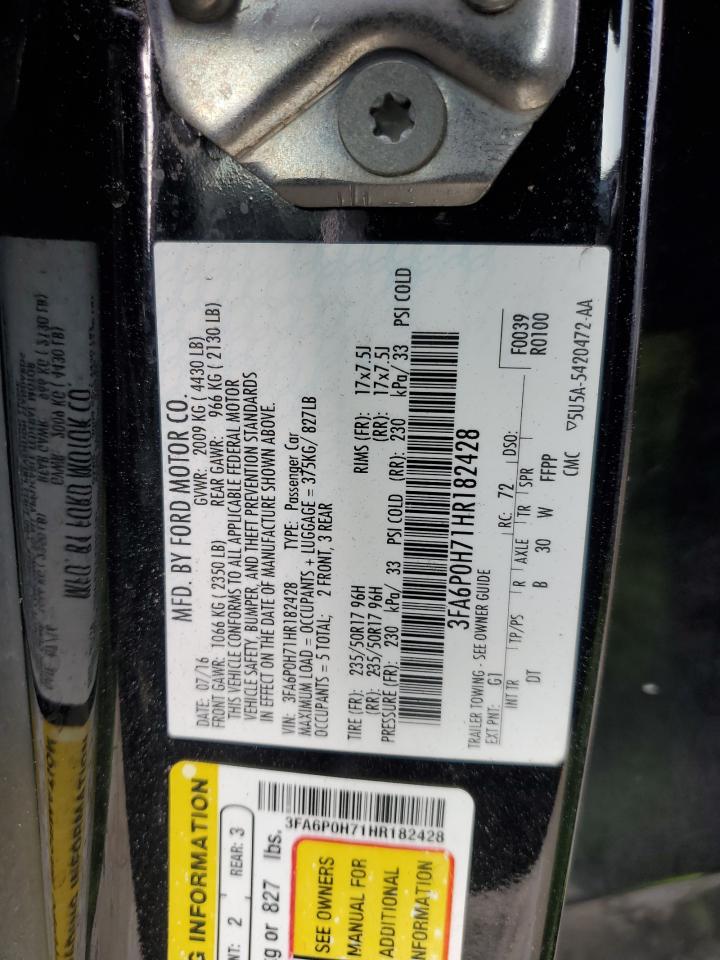 MFD. BY FORD MOTOR CO.
DATE: 07/16 GVWR: 2009 KG ( 4430 LB)
FRONT GAWR: 1066 KG ( 2350 LB) REAR GAWR: 966 KG ( 2130 LB)
THIS VEHICLE CONFORMS TO ALL APPLICABLE FEDERAL MOTOR
VEHICLE SAFETY, BUMPER, AND THEFT PREVENTION STANDARDS
IN EFFECT ON THE DATE OF MANUFACTURE SHOWN ABOVE.
VIN: 3FA6P0H71HR182428 TYPE: Passenger Car
MAXIMUM LOAD = OCCUPANTS + LUGGAGE = 375KG/ 827LB
OCCUPANTS = 5 TOTAL: 2 FRONT, 3 REAR
TIRE (FR): 235/50R17 96H RIMS (FR): 17x7.5J
(RR): 235/50R17 96H (RR): 17x7.5J
PRESSURE (FR): 230 kPa/ 33 PSI COLD (RR): 230 kPa/ 33 PSI COLD
3FA6P0H71HR182428
TRAILER TOWING - SEE OWNER GUIDE
EXT PNT: G1 RC: 72 DSO: F0039
INT TR TP/PS R AXLE TR SPR R0100
DT B 30 W FFPP
CMC ▽5U5A-5420472-AA
G INFORMATION
NT: 2 REAR: 3
kg or 827 lbs.
3FA6P0H71HR182428
SEE OWNERS
MANUAL FOR
ADDITIONAL
INFORMATION